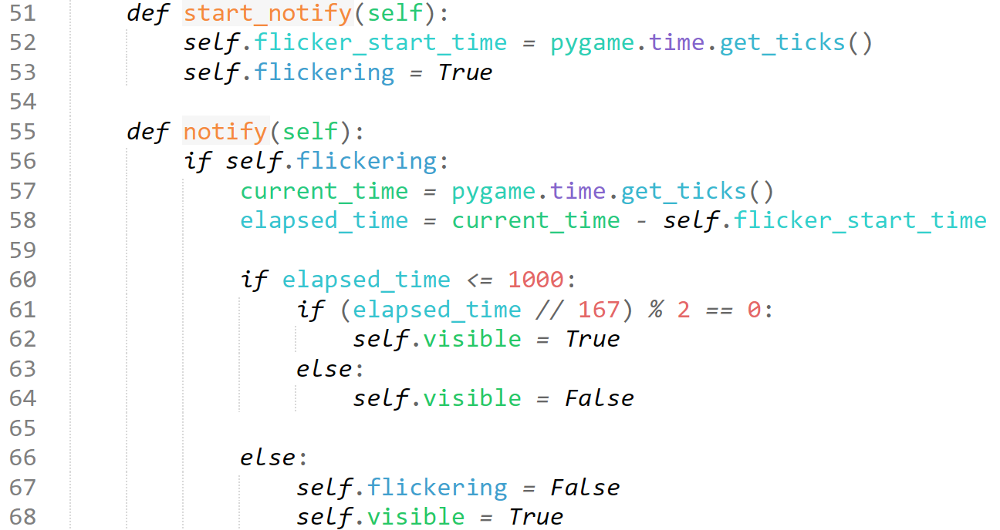 51 def start_notify(self):
52 self.flicker_start_time = pygame.time.get_ticks()
53 self.flickering = True
54
55 def notify(self):
56 if self.flickering:
57 current_time = pygame.time.get_ticks()
58 elapsed_time = current_time - self.flicker_start_time
59
60 if elapsed_time <= 1000:
61 if (elapsed_time // 167) % 2 == 0:
62 self.visible = True
63 else:
64 self.visible = False
65
66 else:
67 self.flickering = False
68 self.visible = True